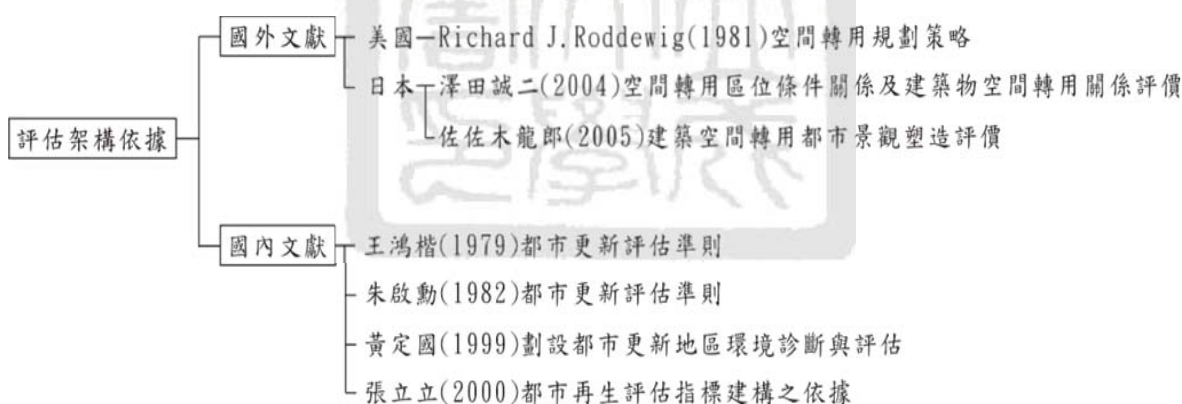 國外文獻
美國—Richard J.Roddewig(1981)空間轉用規劃策略
日本
澤田誠二(2004)空間轉用區位條件關係及建築物空間轉用關係評價
佐佐木龍郎(2005)建築空間轉用都市景觀塑造評價
評估架構依據
國內文獻
王鴻楷(1979)都市更新評估準則
朱啟勳(1982)都市更新評估準則
黃定國(1999)劃設都市更新地區環境診斷與評估
張立立(2000)都市再生評估指標建構之依據